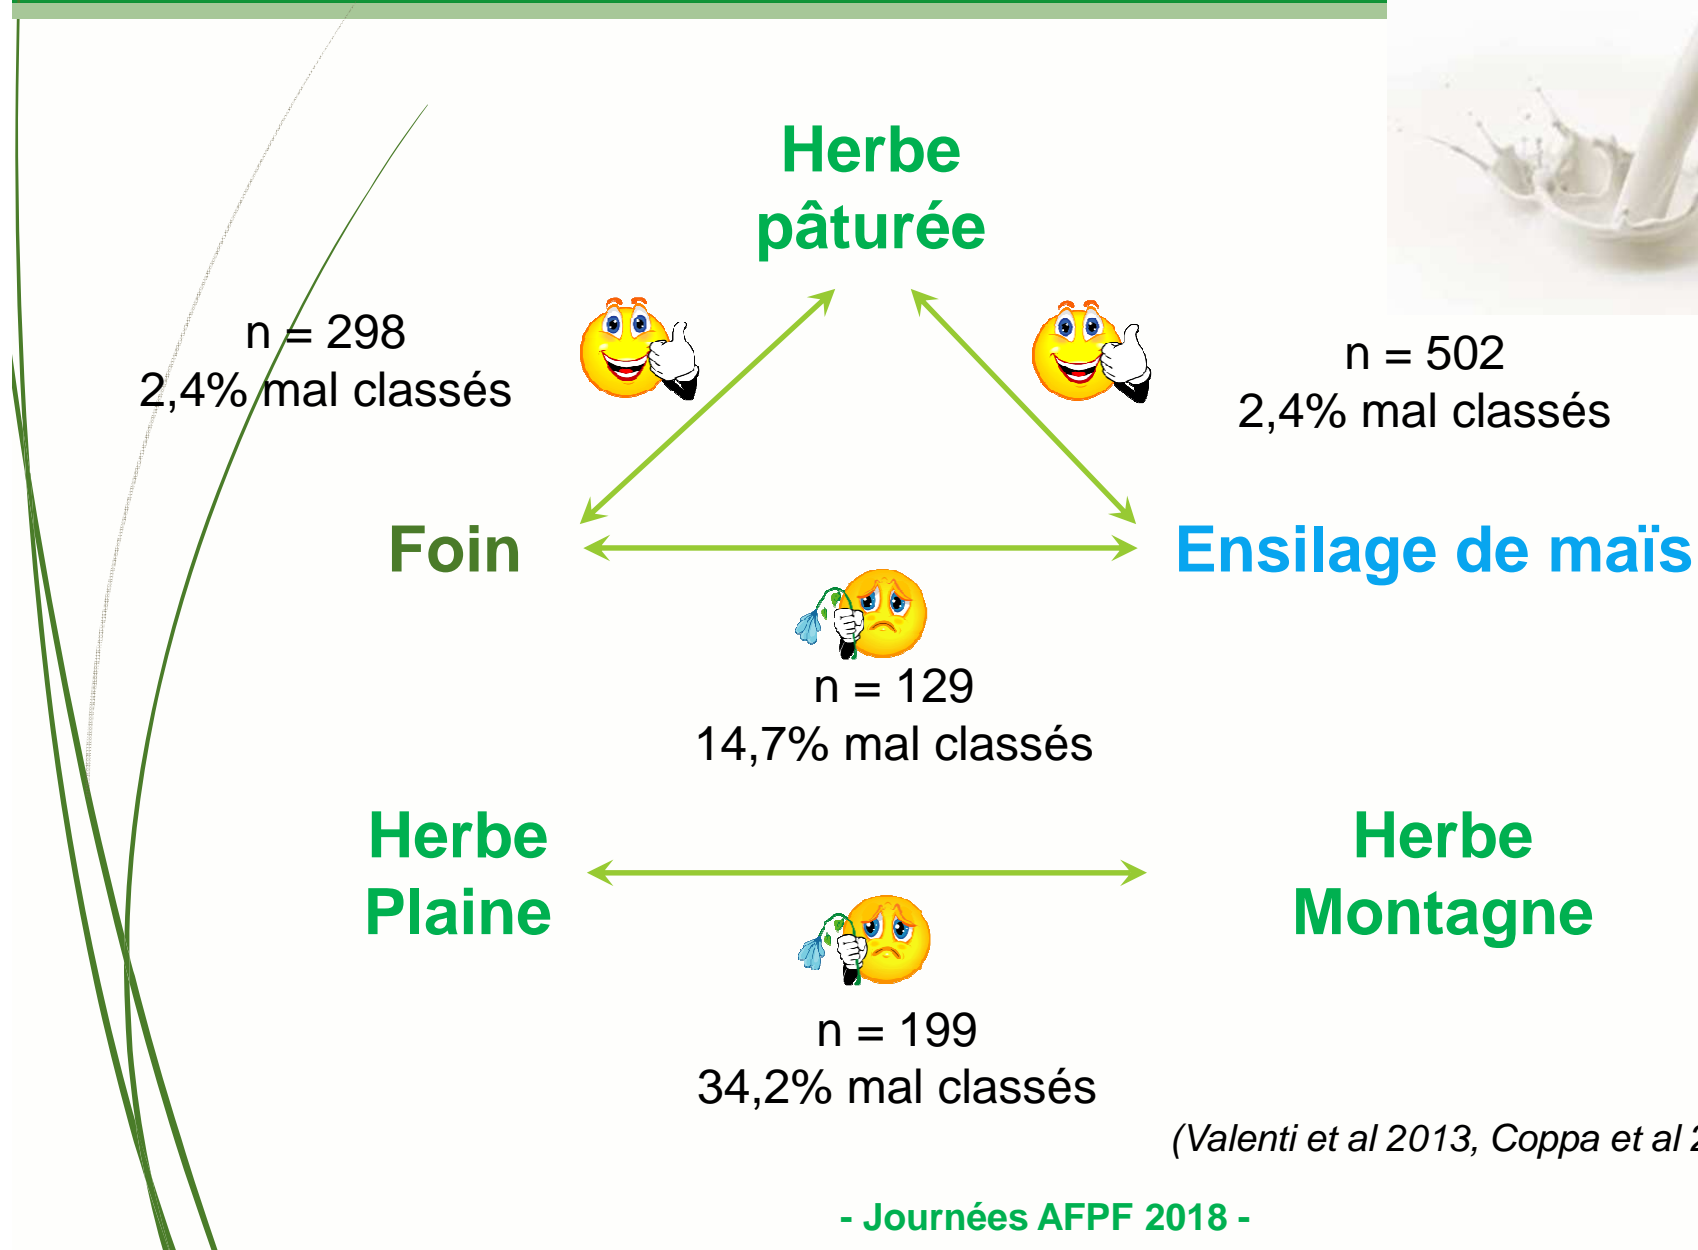 Herbe
pâturée
n = 298
2,4% mal classés
n = 502
2,4% mal classés
Foin
Ensilage de maïs
n = 129
14,7% mal classés
Herbe
Plaine
Herbe
Montagne
n = 199
34,2% mal classés
(Valenti et al 2013, Coppa et al
- Journées AFPF 2018 -